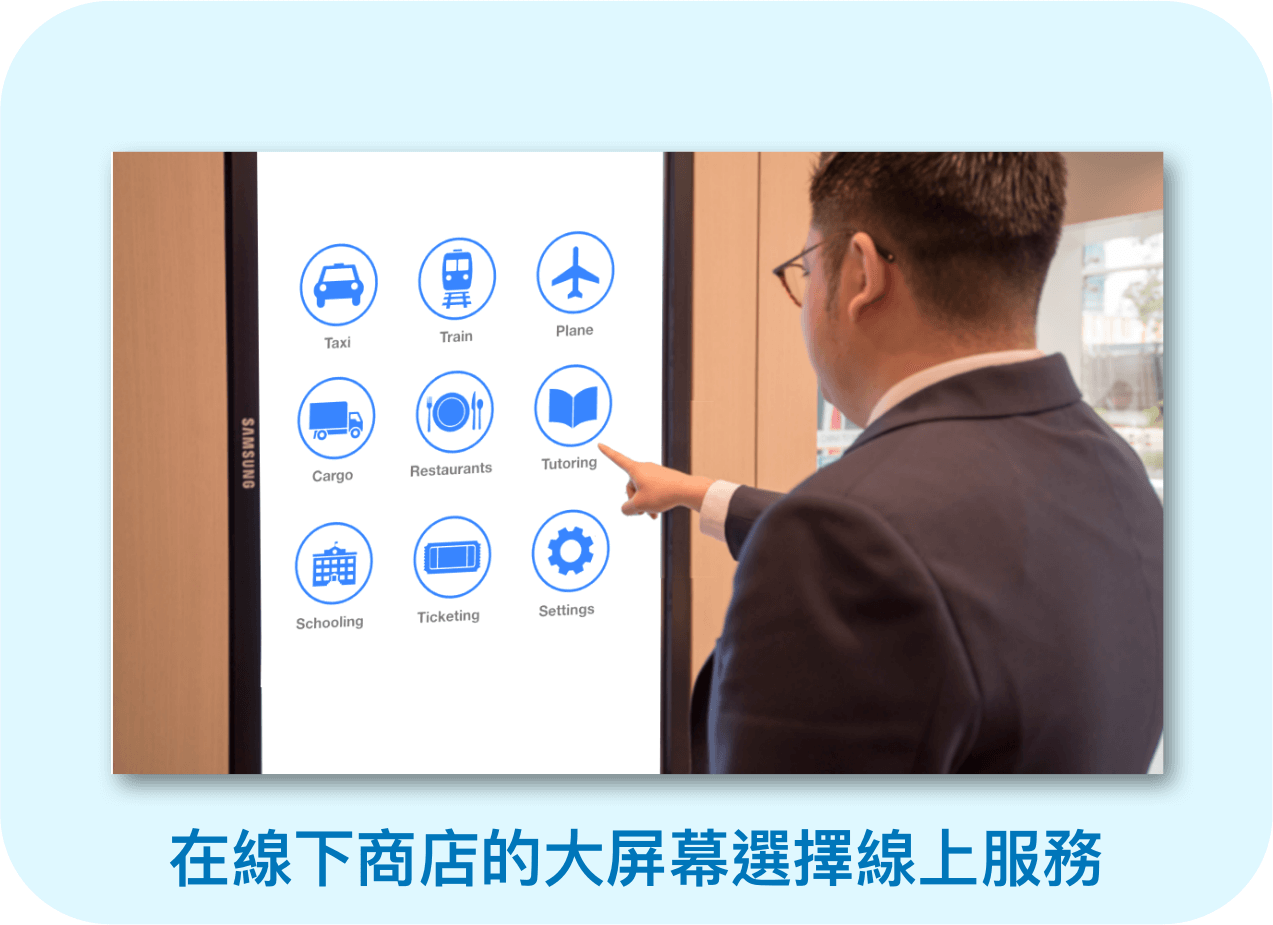 Taxi
Train
Plane
Cargo
Restaurants
Tutoring
Schooling
Ticketing
Settings
SAMSUNG
在線下商店的大屏幕選擇線上服務